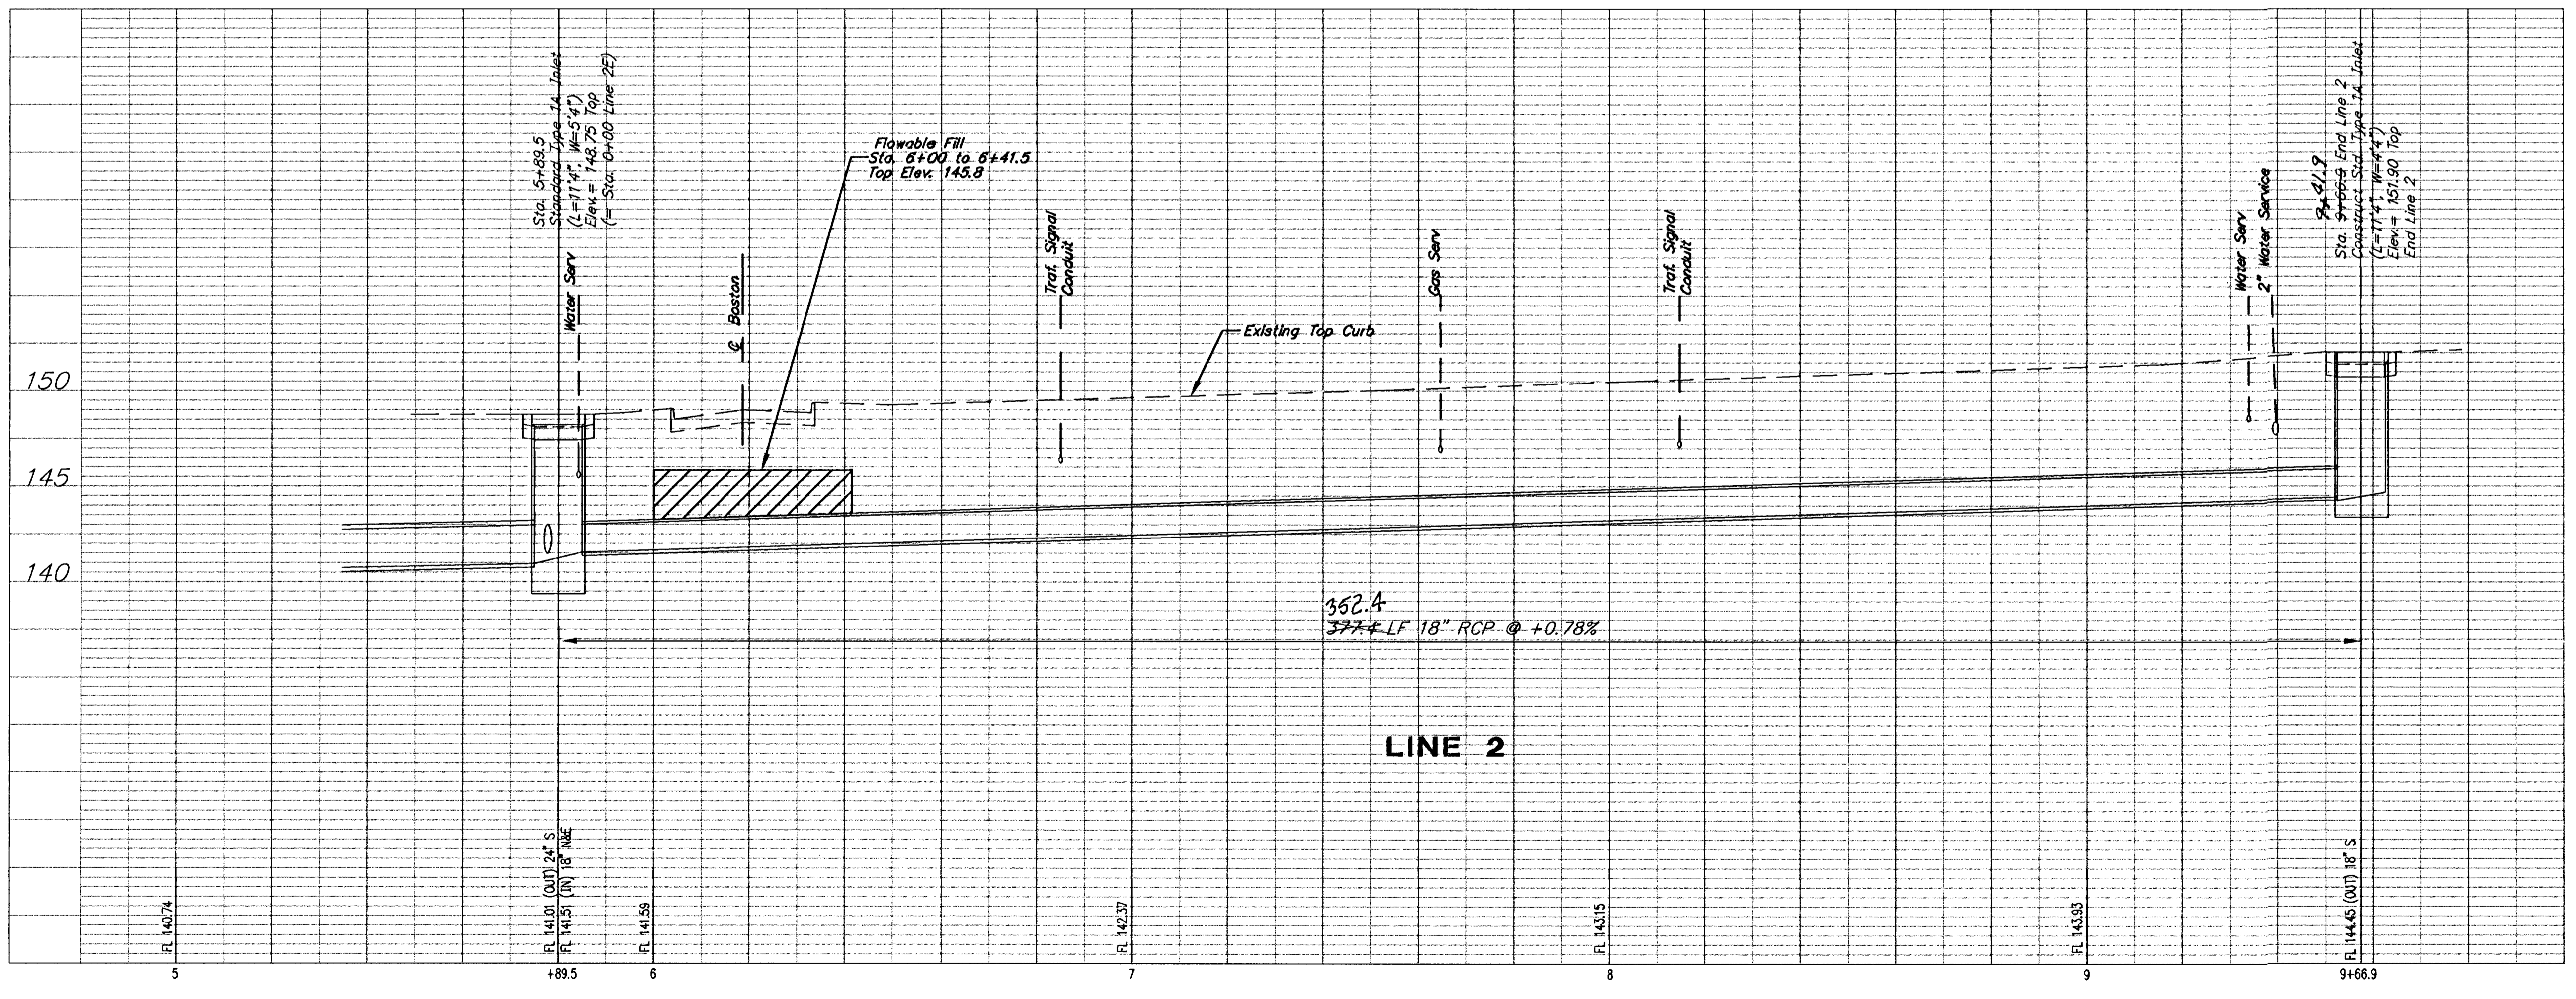 Sta. 5+89.5
Standard Type 1A Inlet
(L=11'4", W=5'4")
Elev.= 148.75 Top
(= Sta. 0+00 Line 2E)
Water Serv
℄ Boston
Flowable Fill
Sta. 6+00 to 6+41.5
Top Elev. 145.8
Traf. Signal
Conduit
Existing Top Curb
Gas Serv
Traf. Signal
Conduit
Water Serv
2" Water Service
9+41.9
Sta. 9+66.9 End Line 2
Construct Std. Type 1A Inlet
(L=11'4", W=4'4")
Elev.= 151.90 Top
End Line 2
150
145
140
352.4
377.4 LF 18" RCP @ +0.78%
LINE 2
FL 140.74
FL 141.01 (OUT) 24" S
FL 141.51 (IN) 18" N&E
FL 141.59
FL 142.37
FL 143.15
FL 143.93
FL 144.45 (OUT) 18" S
5
+89.5
6
7
8
9
9+66.9